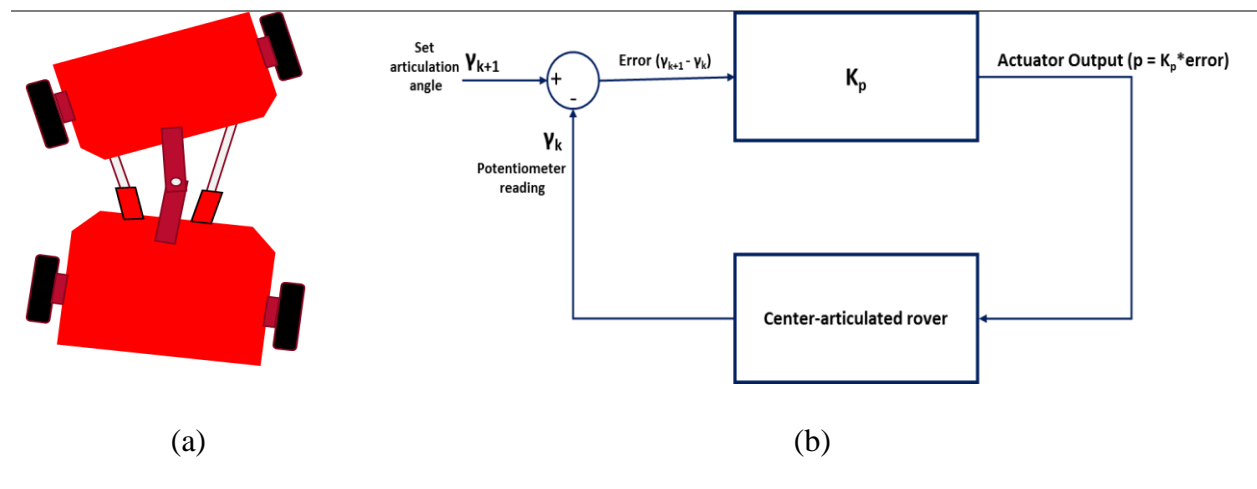 Set
articulation
angle
γk+1
+
-
Error (γk+1 - γk)
Kp
Actuator Output (p = Kp*error)
γk
Potentiometer
reading
Center-articulated rover
(a)
(b)